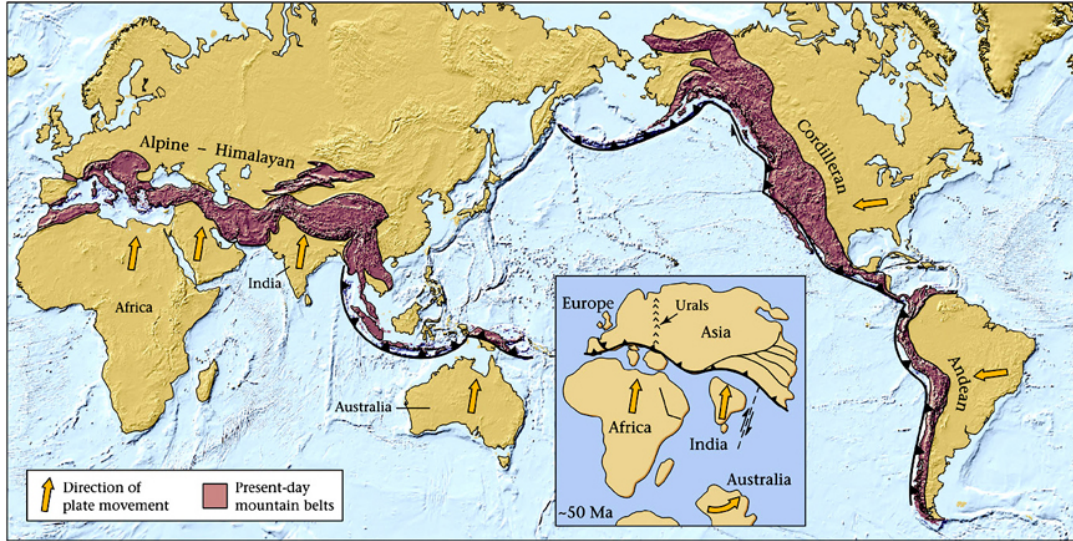 Alpine – Himalayan
Cordilleran
India
Africa
Australia
Andean
Europe
Urals
Asia
Africa
India
Australia
~50 Ma
Direction of
plate movement
Present-day
mountain belts